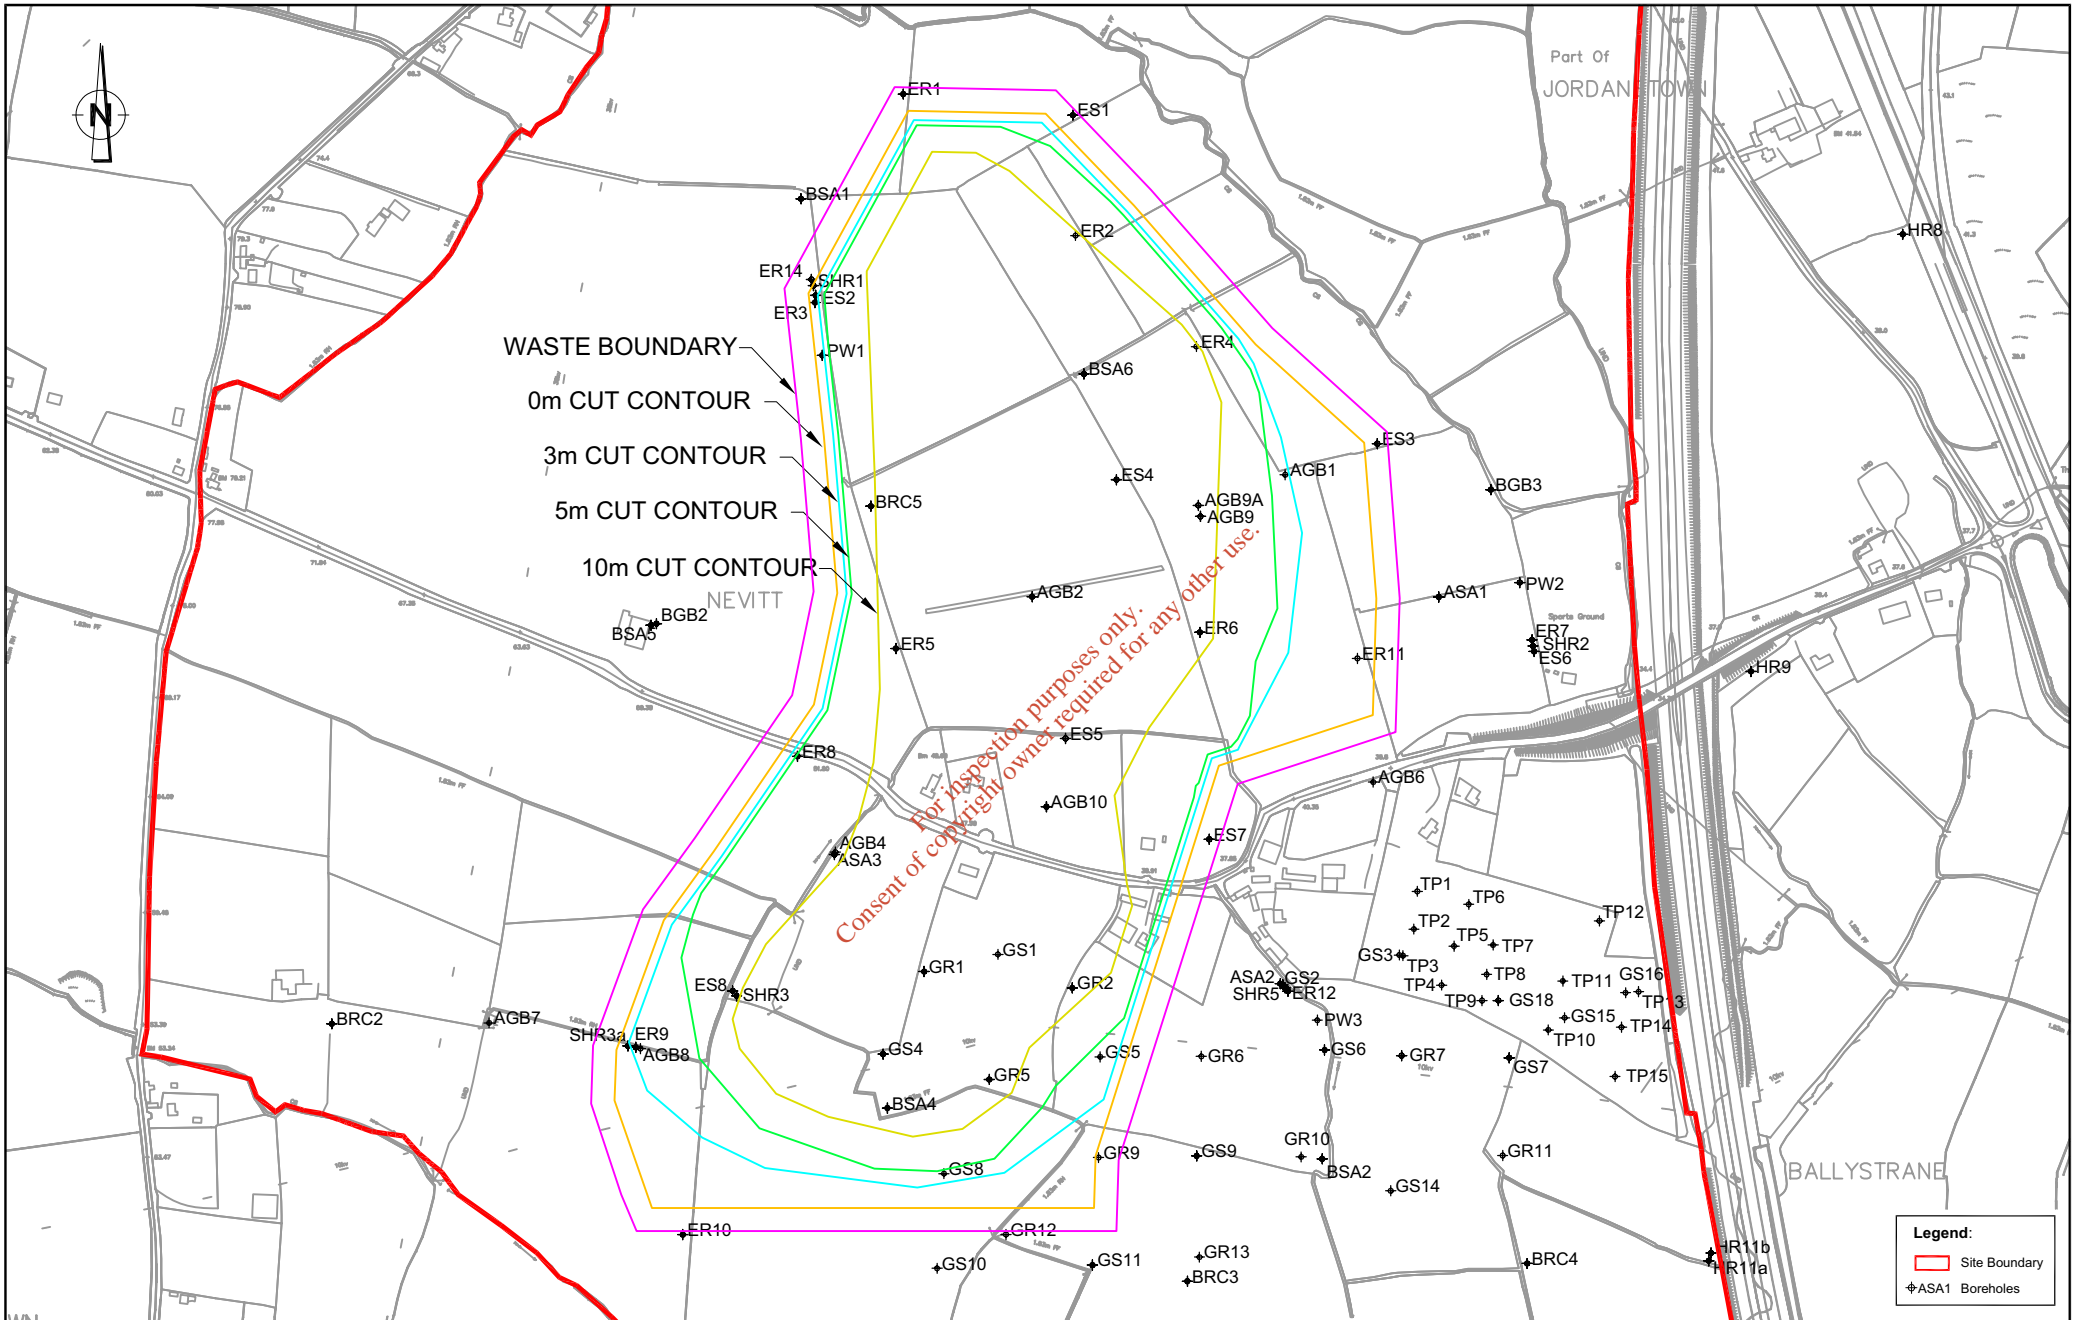 Part Of
JORDANSTOWN
N
ER1
ES1
BSA1
ER2
HR8
ER14
SHR1
ES2
ER3
WASTE BOUNDARY
PW1
ER4
BSA6
0m CUT CONTOUR
3m CUT CONTOUR
ES3
AGB1
ES4
BGB3
BRC5
AGB9A
AGB9
5m CUT CONTOUR
10m CUT CONTOUR
NEVITT
AGB2
ASA1
PW2
Sports Ground
BGB2
BSA5
ER5
ER6
ER11
ER7
SHR2
ES6
HR9
For inspection purposes only.
Consent of copyright owner required for any other use.
ER8
ES5
AGB6
AGB10
ES7
AGB4
ASA3
TP1
TP6
TP12
TP2
TP5
TP7
GS1
GR1
GS3
TP3
TP8
TP4
TP11
GS16
TP13
ES8
SHR3
GR2
ASA2
GS2
SHR5
ER12
TP9
GS18
BRC2
AGB7
PW3
GS15
TP14
TP10
SHR3a
ER9
AGB8
GS4
GS5
GR6
GS6
GR7
GS7
GR5
TP15
BSA4
GR9
GS9
GR10
BSA2
GR11
GS8
GS14
BALLYSTRANE
ER10
GR12
GS10
GS11
GR13
BRC3
BRC4
HR11b
HR11a
Legend:
Site Boundary
ASA1 Boreholes